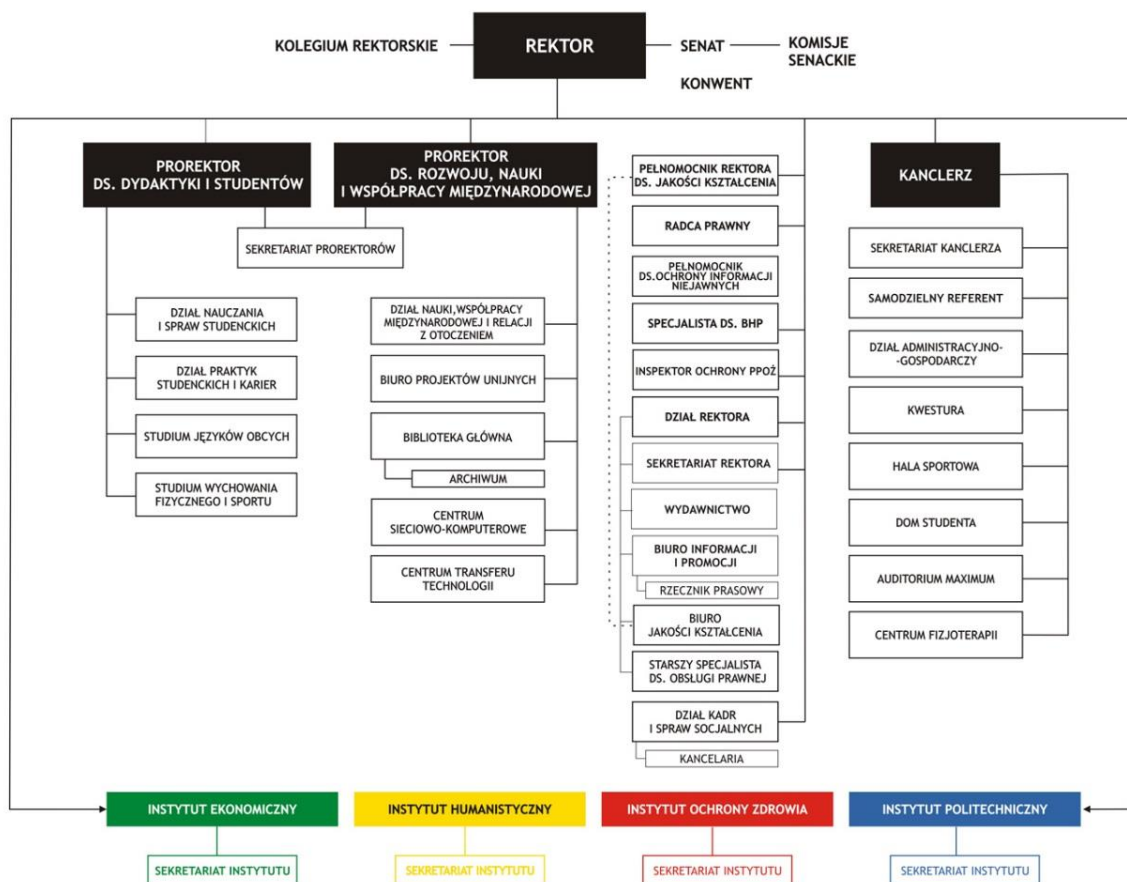 KOLEGIUM REKTORSKIE
REKTOR
SENAT
KOMISJE
SENACKIE
KONWENT
PROREKTOR
DS. DYDAKTYKI I STUDENTÓW
PROREKTOR
DS. ROZWOJU, NAUKI
I WSPÓŁPRACY MIĘDZYNARODOWEJ
SEKRETARIAT PROREKTORÓW
DZIAŁ NAUCZANIA
I SPRAW STUDENCKICH
DZIAŁ PRAKTYK
STUDENCKICH I KARIER
STUDIUM JĘZYKÓW OBCYCH
STUDIUM WYCHOWANIA
FIZYCZNEGO I SPORTU
DZIAŁ NAUKI,WSPÓŁPRACY
MIĘDZYNARODOWEJ I RELACJI
Z OTOCZENIEM
BIURO PROJEKTÓW UNIJNYCH
BIBLIOTEKA GŁÓWNA
ARCHIWUM
CENTRUM
SIECIOWO-KOMPUTEROWE
CENTRUM TRANSFERU
TECHNOLOGII
PEŁNOMOCNIK REKTORA
DS. JAKOŚCI KSZTAŁCENIA
RADCA PRAWNY
PEŁNOMOCNIK
DS.OCHRONY INFORMACJI
NIEJAWNYCH
SPECJALISTA DS. BHP
INSPEKTOR OCHRONY PPOŻ
DZIAŁ REKTORA
SEKRETARIAT REKTORA
WYDAWNICTWO
BIURO INFORMACJI
I PROMOCJI
RZECZNIK PRASOWY
BIURO
JAKOŚCI KSZTAŁCENIA
STARSZY SPECJALISTA
DS. OBSŁUGI PRAWNEJ
DZIAŁ KADR
I SPRAW SOCJALNYCH
KANCELARIA
KANCLERZ
SEKRETARIAT KANCLERZA
SAMODZIELNY REFERENT
DZIAŁ ADMINISTRACYJNO-
-GOSPODARCZY
KWESTURA
HALA SPORTOWA
DOM STUDENTA
AUDITORIUM MAXIMUM
CENTRUM FIZJOTERAPII
INSTYTUT EKONOMICZNY
INSTYTUT HUMANISTYCZNY
INSTYTUT OCHRONY ZDROWIA
INSTYTUT POLITECHNICZNY
SEKRETARIAT INSTYTUTU
SEKRETARIAT INSTYTUTU
SEKRETARIAT INSTYTUTU
SEKRETARIAT INSTYTUTU